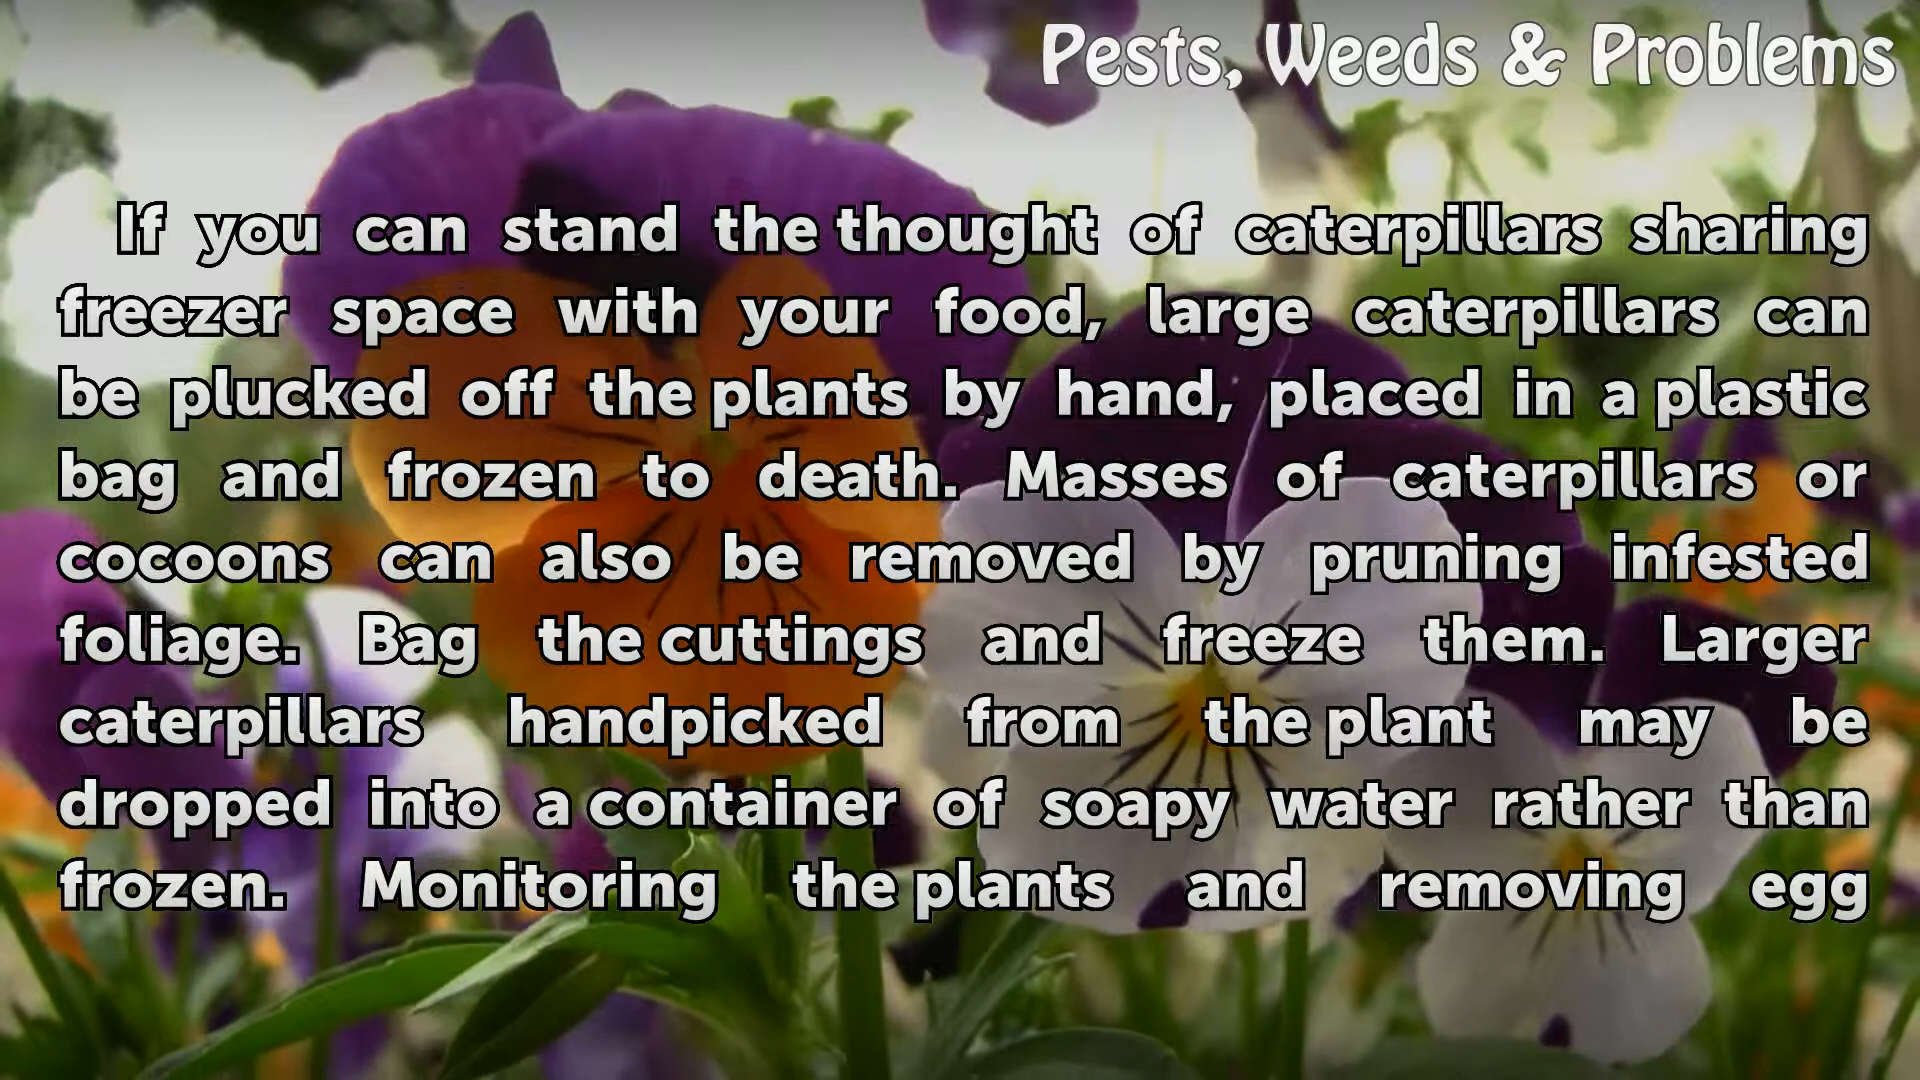 Pests, Weeds & Problems
If you can stand the thought of caterpillars sharing
freezer space with your food, large caterpillars can
be plucked off the plants by hand, placed in a plastic
bag and frozen to death. Masses of caterpillars or
cocoons can also be removed by pruning infested
foliage. Bag the cuttings and freeze them. Larger
caterpillars handpicked from the plant may be
dropped into a container of soapy water rather than
frozen. Monitoring the plants and removing egg